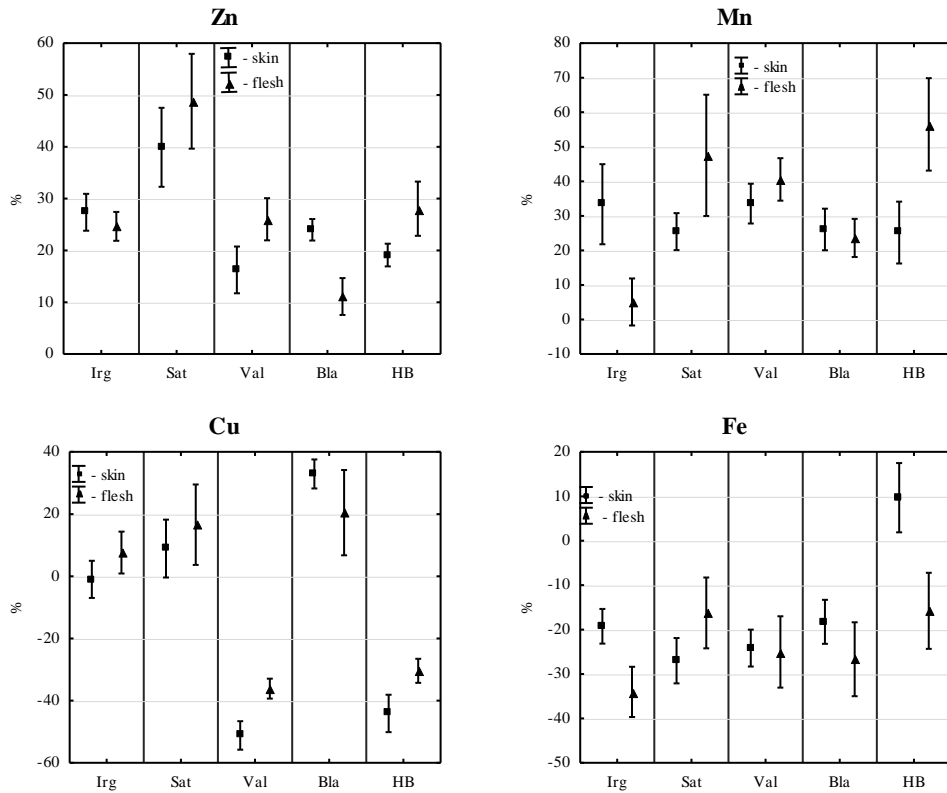 Zn
60
50
40
30
20
10
0
%
- skin
- flesh
Irg Sat Val Bla HB
Mn
80
70
60
50
40
30
20
10
0
-10
%
- skin
- flesh
Irg Sat Val Bla HB
Cu
40
20
0
-20
-40
-60
%
- skin
- flesh
Irg Sat Val Bla HB
Fe
20
10
0
-10
-20
-30
-40
-50
%
- skin
- flesh
Irg Sat Val Bla HB